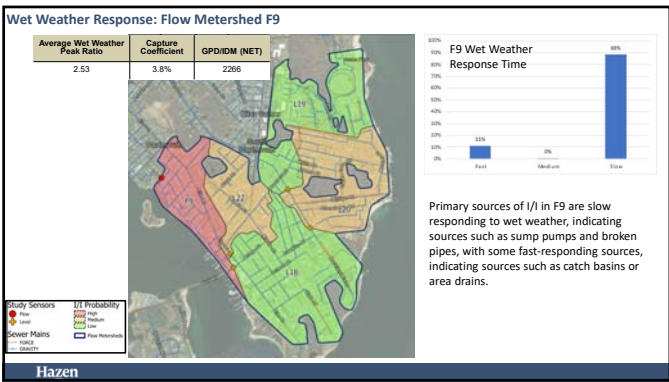 Wet Weather Response: Flow Metershed F9
Average Wet Weather Peak Ratio
Capture Coefficient
GPD/IDM (NET)
2.53
3.8%
2266
L19
F9
L22
L20
L18
Study Sensors
Flow
Level
Sewer Mains
FORCE
GRAVITY
I/I Probability
High
Medium
Low
Flow Metersheds
F9 Wet Weather
Response Time
100%
90%
80%
70%
60%
50%
40%
30%
20%
10%
0%
11%
0%
88%
Fast
Medium
Slow
Primary sources of I/I in F9 are slow
responding to wet weather, indicating
sources such as sump pumps and broken
pipes, with some fast-responding sources,
indicating sources such as catch basins or
area drains.
Hazen